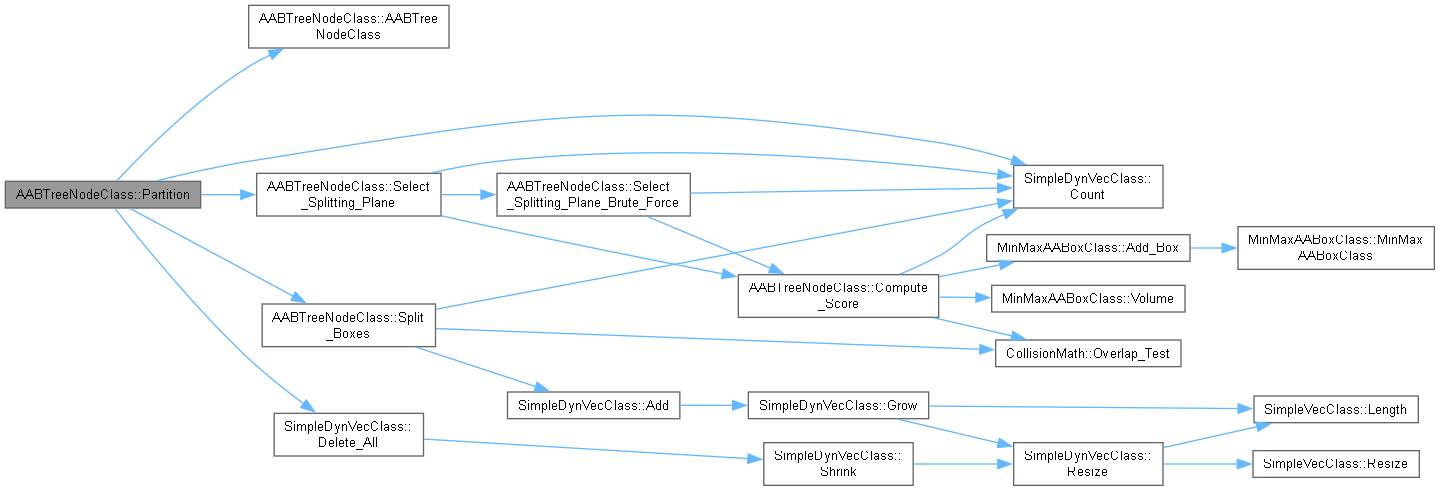 AABTreeNodeClass::AABTree
NodeClass
AABTreeNodeClass::Partition
AABTreeNodeClass::Select
_Splitting_Plane
AABTreeNodeClass::Select
_Splitting_Plane_Brute_Force
SimpleDynVecClass::
Count
MinMaxAABoxClass::Add_Box
MinMaxAABoxClass::MinMax
AABoxClass
AABTreeNodeClass::Compute
_Score
MinMaxAABoxClass::Volume
AABTreeNodeClass::Split
_Boxes
CollisionMath::Overlap_Test
SimpleDynVecClass::Add
SimpleDynVecClass::Grow
SimpleVecClass::Length
SimpleDynVecClass::
Delete_All
SimpleDynVecClass::
Shrink
SimpleDynVecClass::
Resize
SimpleVecClass::Resize